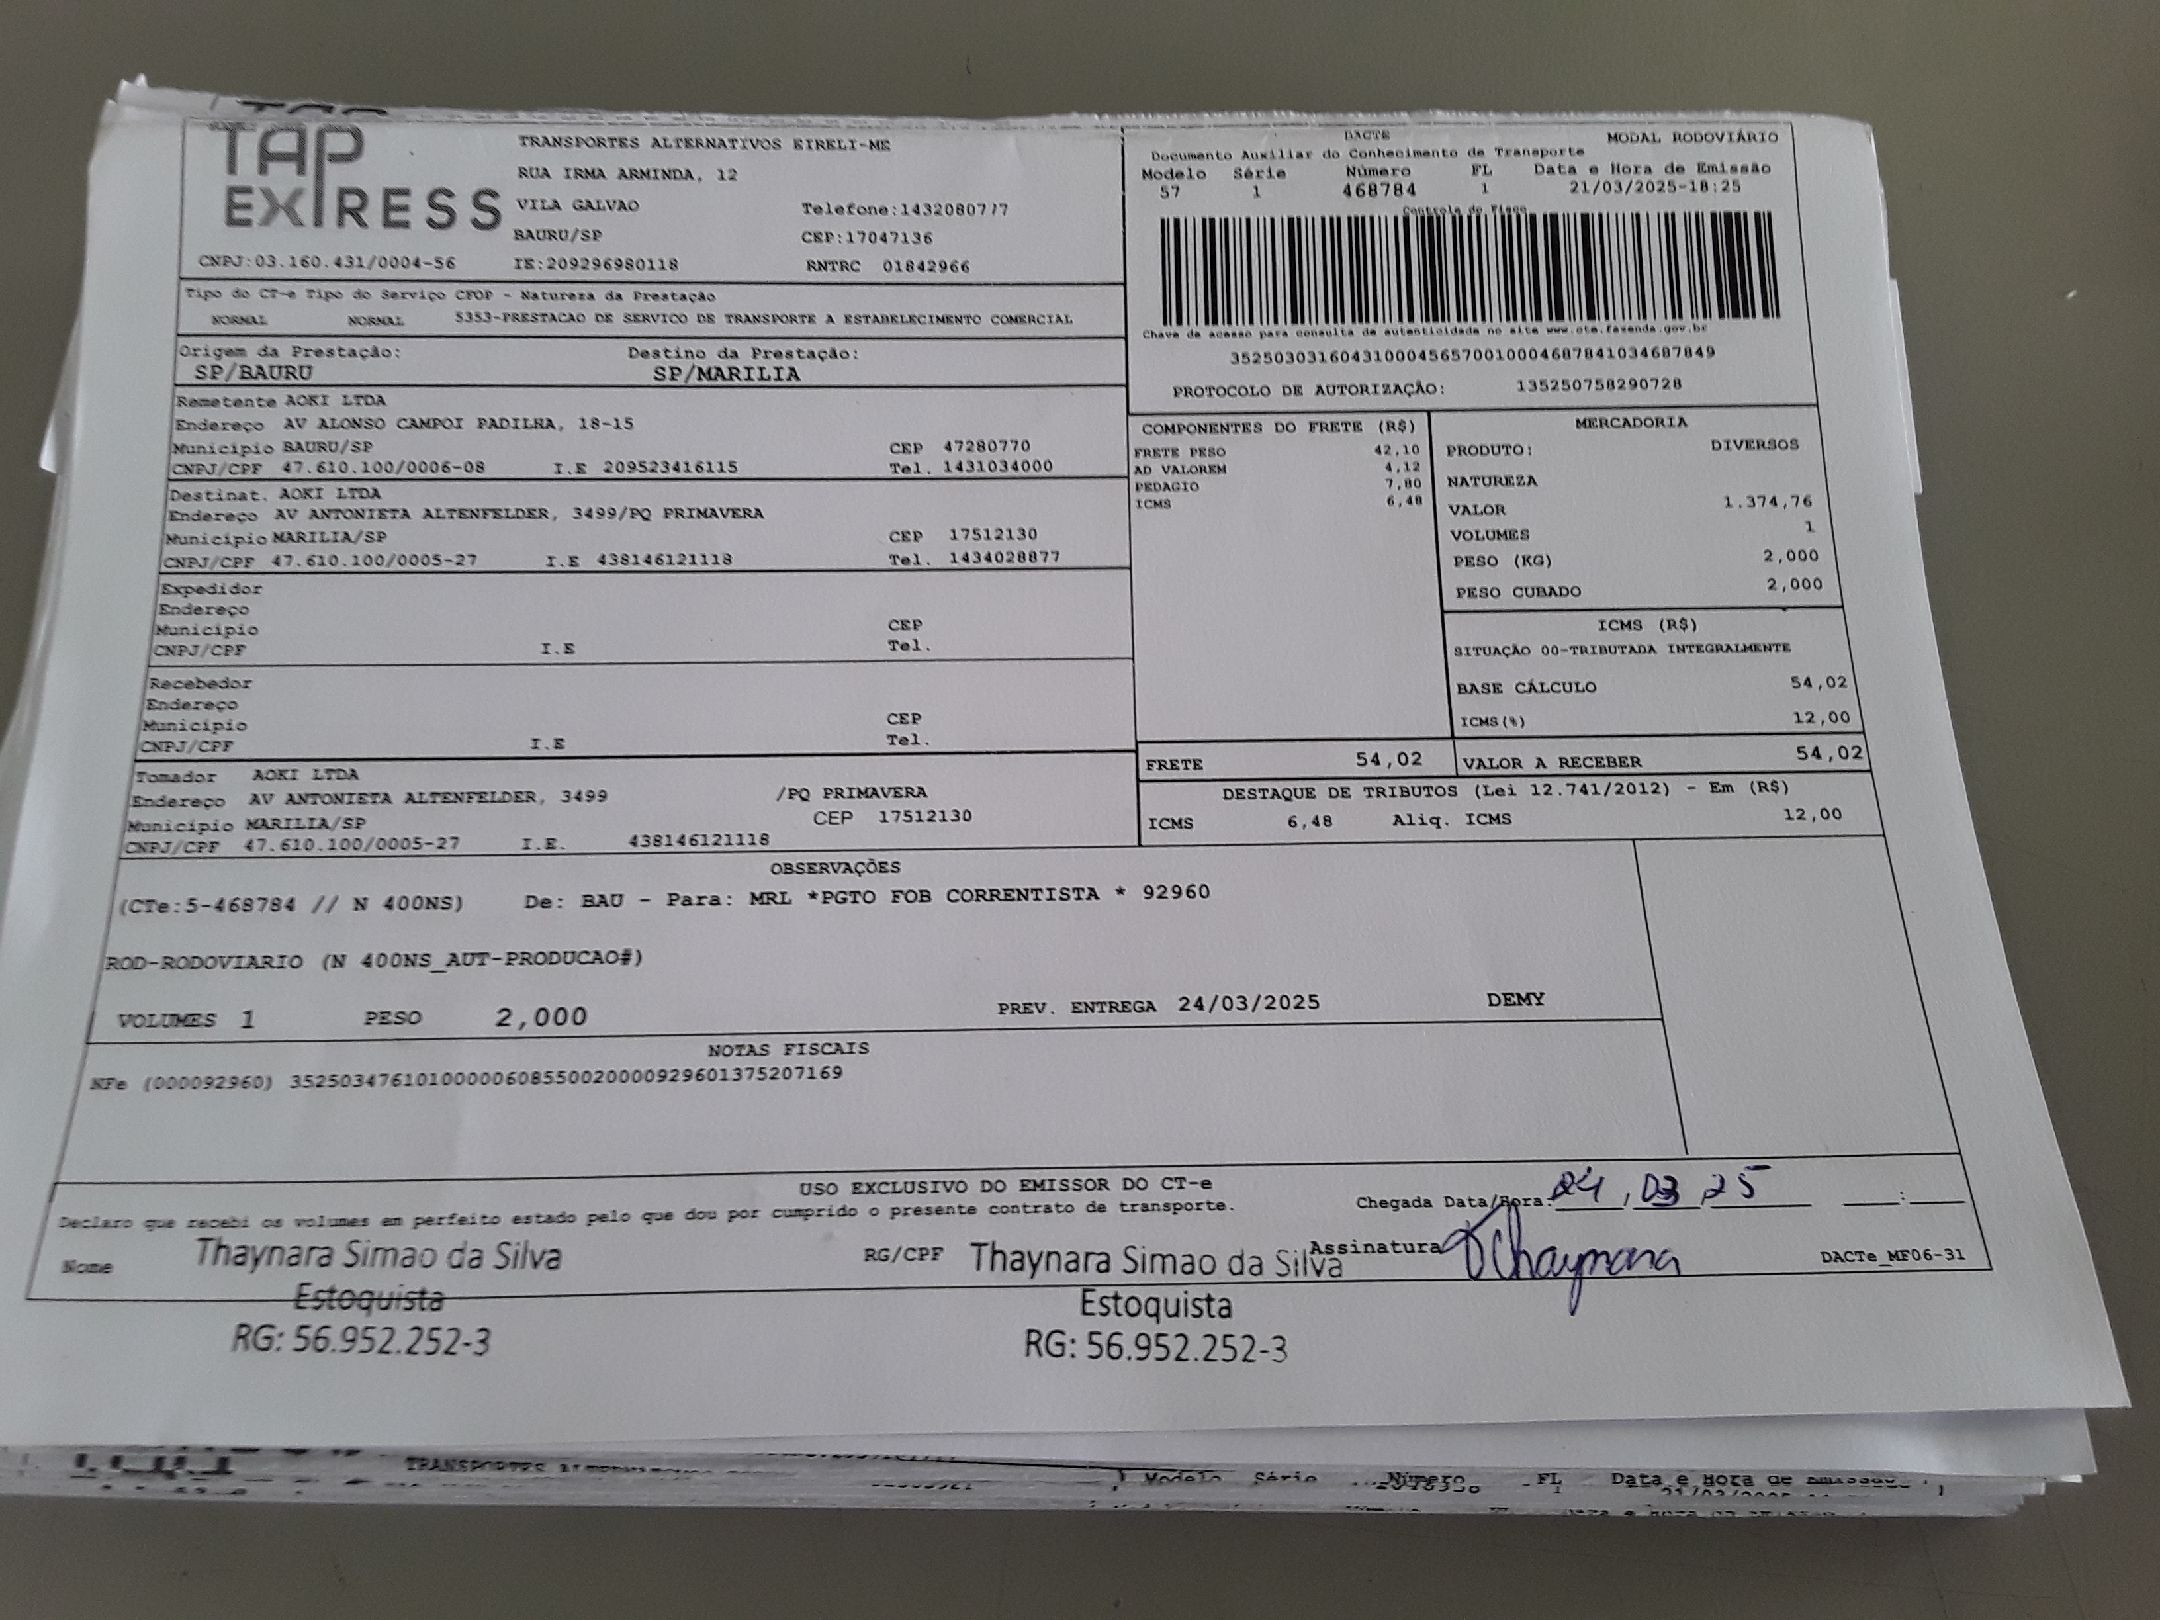 TAP
EXPRESS
TRANSPORTES ALTERNATIVOS EIRELI-ME
RUA IRMA ARMINDA, 12
VILA GALVAO Telefone:1432080777
BAURU/SP CEP:17047136
CNPJ:03.160.431/0004-56 IE:209296980118 RNTRC 01842966
DACTE MODAL RODOVIÁRIO
Documento Auxiliar do Conhecimento de Transporte
Modelo Série Número FL Data e Hora de Emissão
57 1 468784 1 21/03/2025-18:25
Controle do Fisco
Chave de acesso para consulta de autenticidade no site www.cte.fazenda.gov.br
35250303160431000456570010004687841034687849
PROTOCOLO DE AUTORIZAÇÃO: 135250758290728
Tipo do CT-e Tipo do Serviço CFOP - Natureza da Prestação
NORMAL NORMAL 5353-PRESTACAO DE SERVICO DE TRANSPORTE A ESTABELECIMENTO COMERCIAL
Origem da Prestação: Destino da Prestação:
SP/BAURU SP/MARILIA
Remetente AOKI LTDA
Endereço AV ALONSO CAMPOI PADILHA, 18-15
Município BAURU/SP CEP 47280770
CNPJ/CPF 47.610.100/0006-08 I.E 209523416115 Tel. 1431034000
Destinat. AOKI LTDA
Endereço AV ANTONIETA ALTENFELDER, 3499/PQ PRIMAVERA
Município MARILIA/SP CEP 17512130
CNPJ/CPF 47.610.100/0005-27 I.E 438146121118 Tel. 1434028877
Expedidor
Endereço
Município CEP
CNPJ/CPF I.E Tel.
Recebedor
Endereço
Município CEP
CNPJ/CPF I.E Tel.
Tomador AOKI LTDA
Endereço AV ANTONIETA ALTENFELDER, 3499 /PQ PRIMAVERA
Município MARILIA/SP CEP 17512130
CNPJ/CPF 47.610.100/0005-27 I.E. 438146121118
COMPONENTES DO FRETE (R$)
FRETE PESO 42,10
AD VALOREM 4,12
PEDAGIO 7,80
ICMS 6,48
MERCADORIA
PRODUTO: DIVERSOS
NATUREZA
VALOR 1.374,76
VOLUMES 1
PESO (KG) 2,000
PESO CUBADO 2,000
ICMS (R$)
SITUAÇÃO 00-TRIBUTADA INTEGRALMENTE
BASE CÁLCULO 54,02
ICMS(%) 12,00
FRETE 54,02 VALOR A RECEBER 54,02
DESTAQUE DE TRIBUTOS (Lei 12.741/2012) - Em (R$)
ICMS 6,48 Aliq. ICMS 12,00
OBSERVAÇÕES
(CTe:5-468784 // N 400NS) De: BAU - Para: MRL *PGTO FOB CORRENTISTA * 92960
ROD-RODOVIARIO (N 400NS_AUT-PRODUCAO#)
VOLUMES 1 PESO 2,000 PREV. ENTREGA 24/03/2025 DEMY
NOTAS FISCAIS
NFe (000092960) 35250347610100000608550020000929601375207169
USO EXCLUSIVO DO EMISSOR DO CT-e
Declaro que recebi os volumes em perfeito estado pelo que dou por cumprido o presente contrato de transporte.
Chegada Data/Hora: 24, 03 25 :
Nome Thaynara Simao da Silva RG/CPF Thaynara Simao da Silva Assinatura Thaynara DACTe_MF06-31
Estoquista Estoquista
RG: 56.952.252-3 RG: 56.952.252-3
TRANSPORTES
Modelo Série Número FL Data e Hora de Emissão